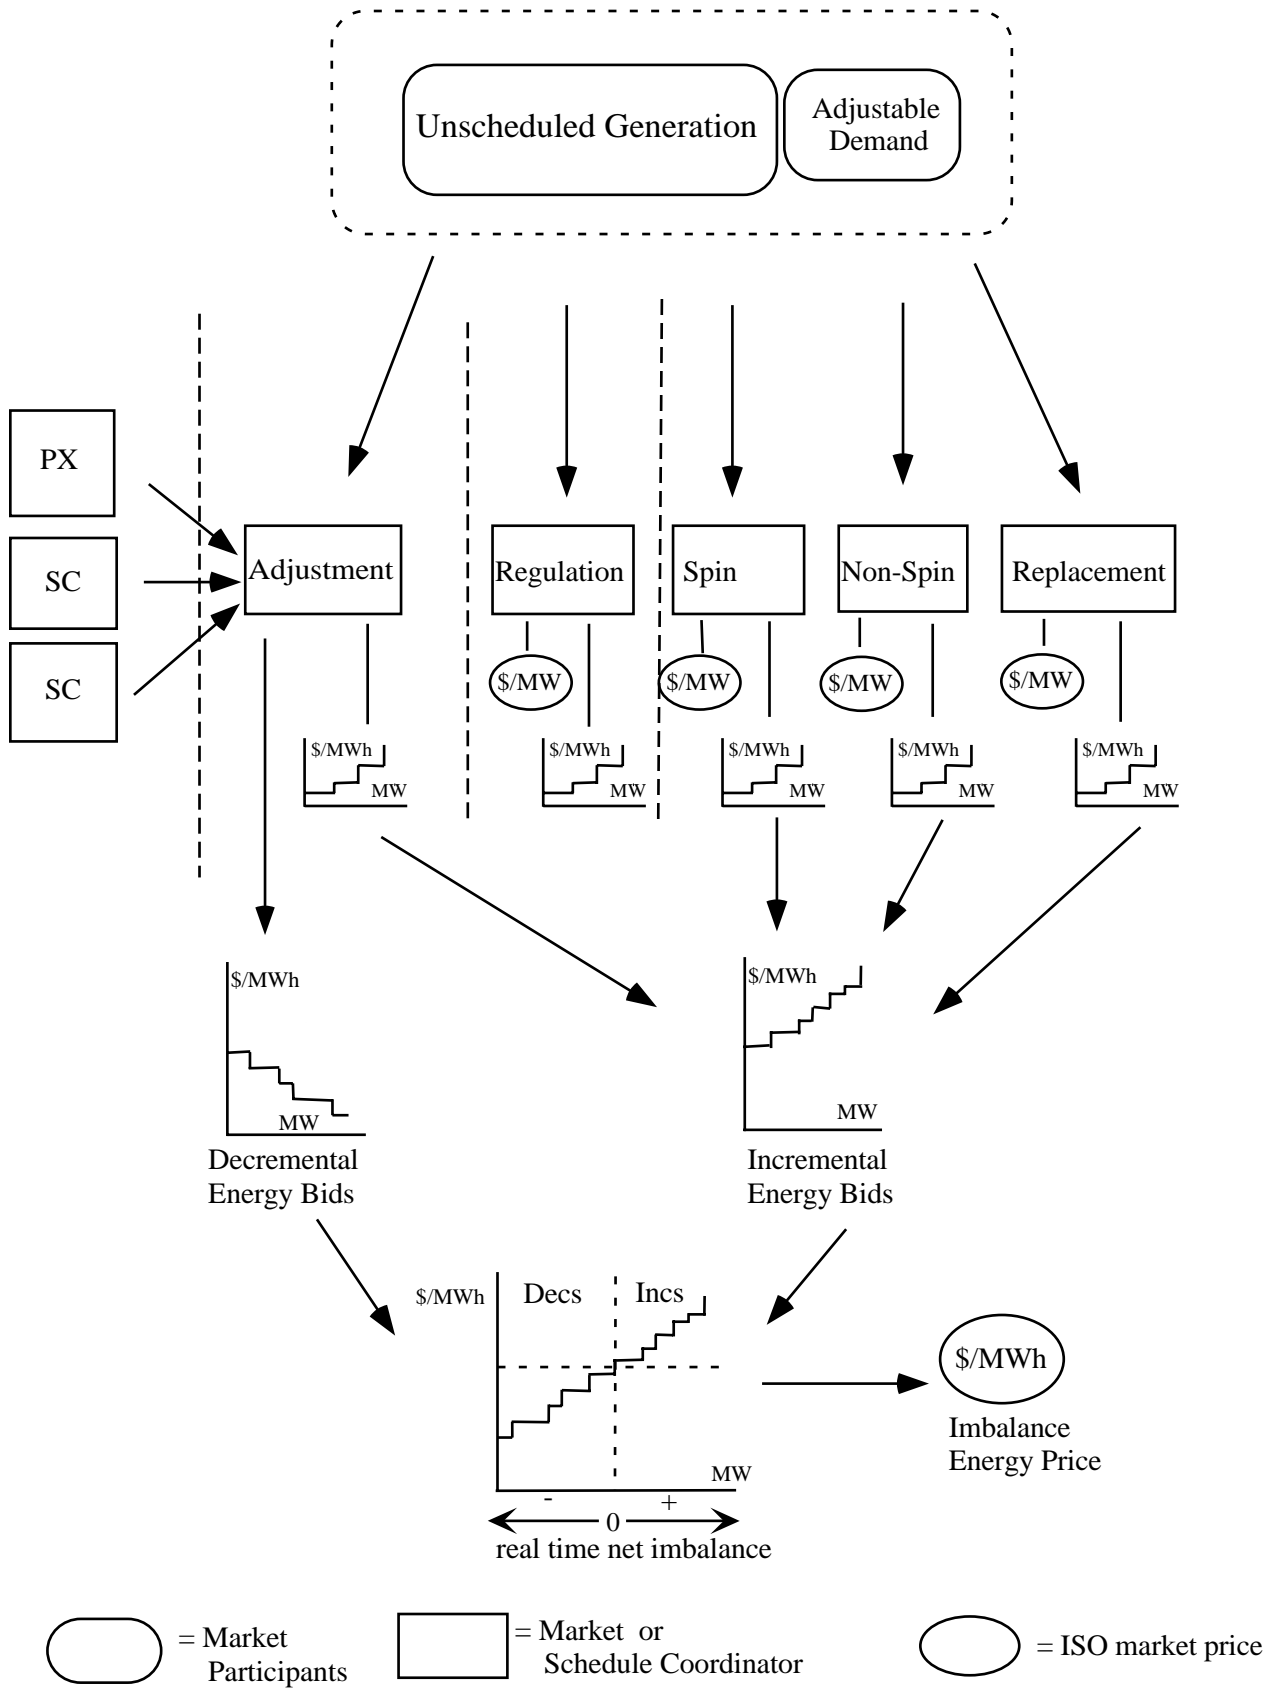 Unscheduled Generation
Adjustable
Demand
PX
SC
SC
Adjustment
Regulation
Spin
Non-Spin
Replacement
$/MW
$/MW
$/MW
$/MW
$/MWh
MW
$/MWh
MW
$/MWh
MW
$/MWh
MW
$/MWh
MW
$/MWh
MW
Decremental
Energy Bids
$/MWh
MW
Incremental
Energy Bids
$/MWh
Decs
Incs
MW
- +
0
real time net imbalance
$/MWh
Imbalance
Energy Price
= Market
Participants
= Market or
Schedule Coordinator
= ISO market price